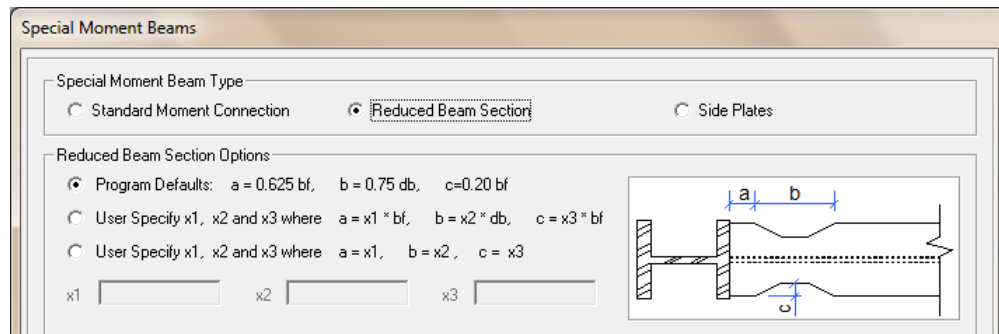 Special Moment Beams
Special Moment Beam Type
Standard Moment Connection Reduced Beam Section Side Plates
Reduced Beam Section Options
Program Defaults: a = 0.625 bf, b = 0.75 db, c=0.20 bf
User Specify x1, x2 and x3 where a = x1 * bf, b = x2 * db, c = x3 * bf
User Specify x1, x2 and x3 where a = x1, b = x2 , c = x3
x1 x2 x3
a b
c